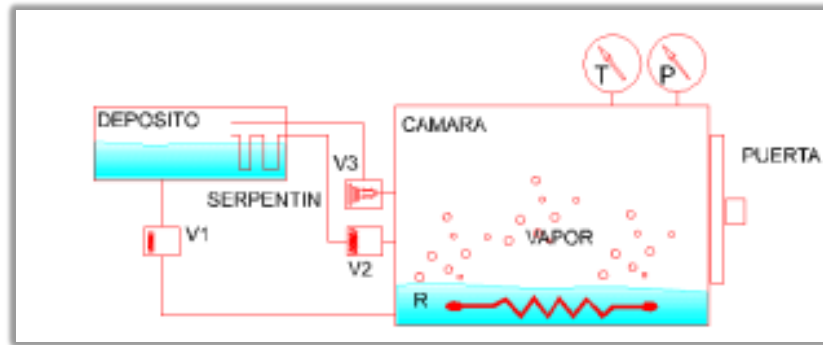 T
P
DEPOSITO
CAMARA
PUERTA
V3
SERPENTIN
V1
VAPOR
V2
R